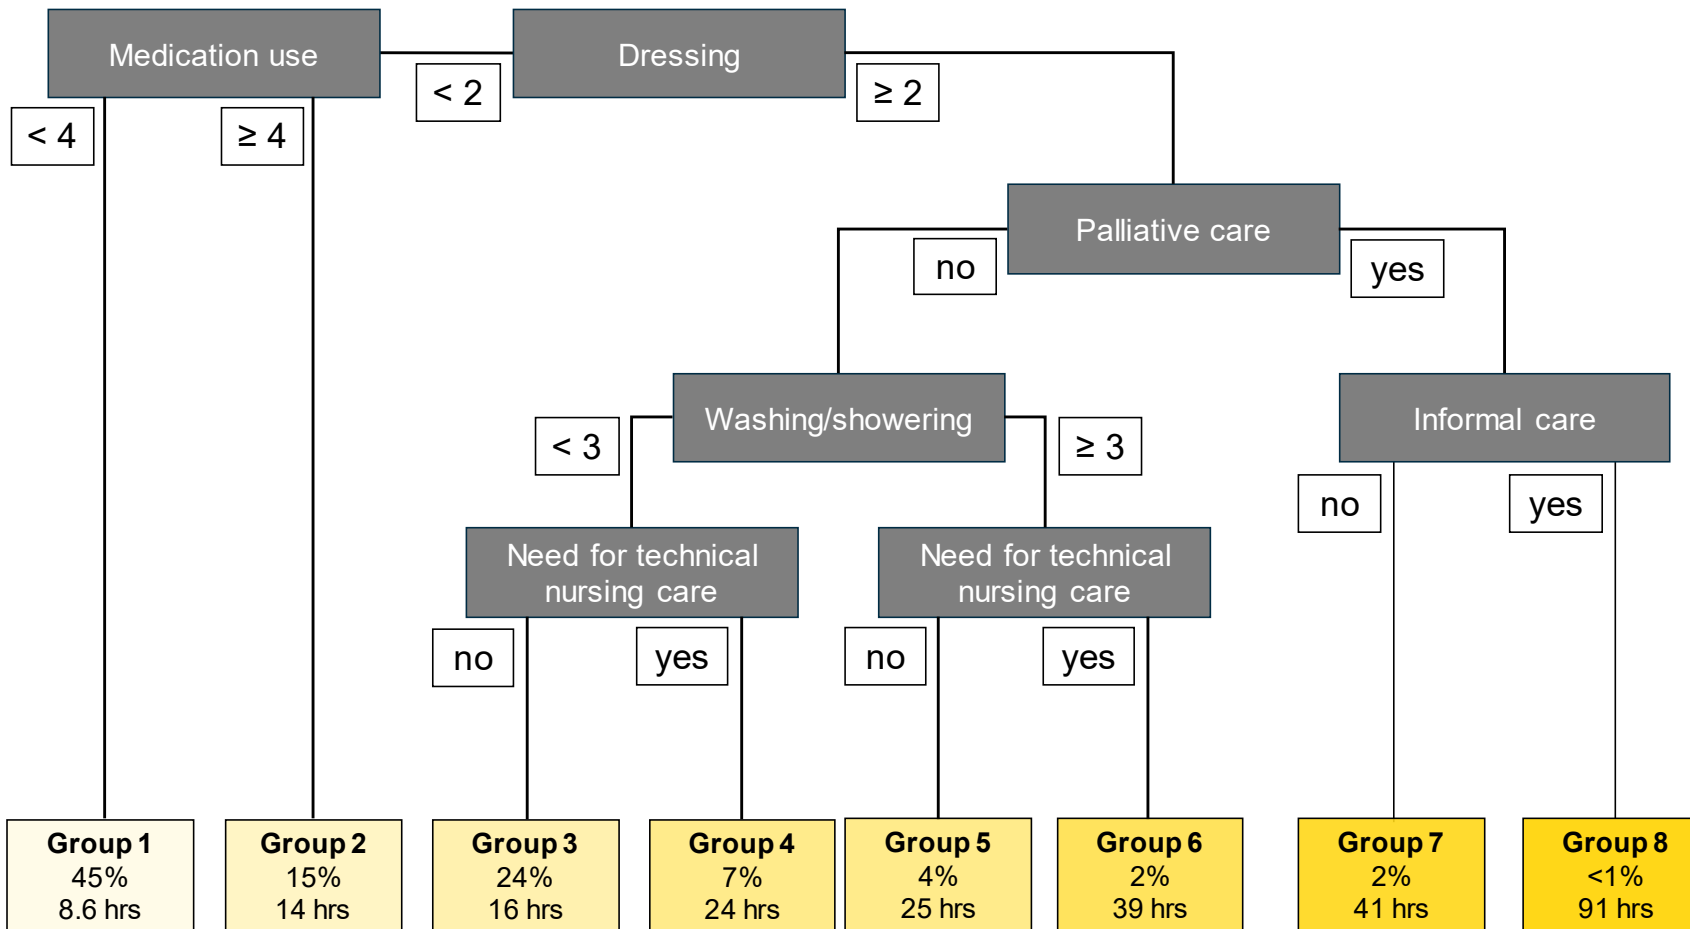 Medication use
Dressing
< 2
≥ 2
< 4
≥ 4
Palliative care
no
yes
Washing/showering
Informal care
< 3
≥ 3
no
yes
Need for technical
nursing care
Need for technical
nursing care
no
yes
no
yes
Group 1
45%
8.6 hrs
Group 2
15%
14 hrs
Group 3
24%
16 hrs
Group 4
7%
24 hrs
Group 5
4%
25 hrs
Group 6
2%
39 hrs
Group 7
2%
41 hrs
Group 8
<1%
91 hrs